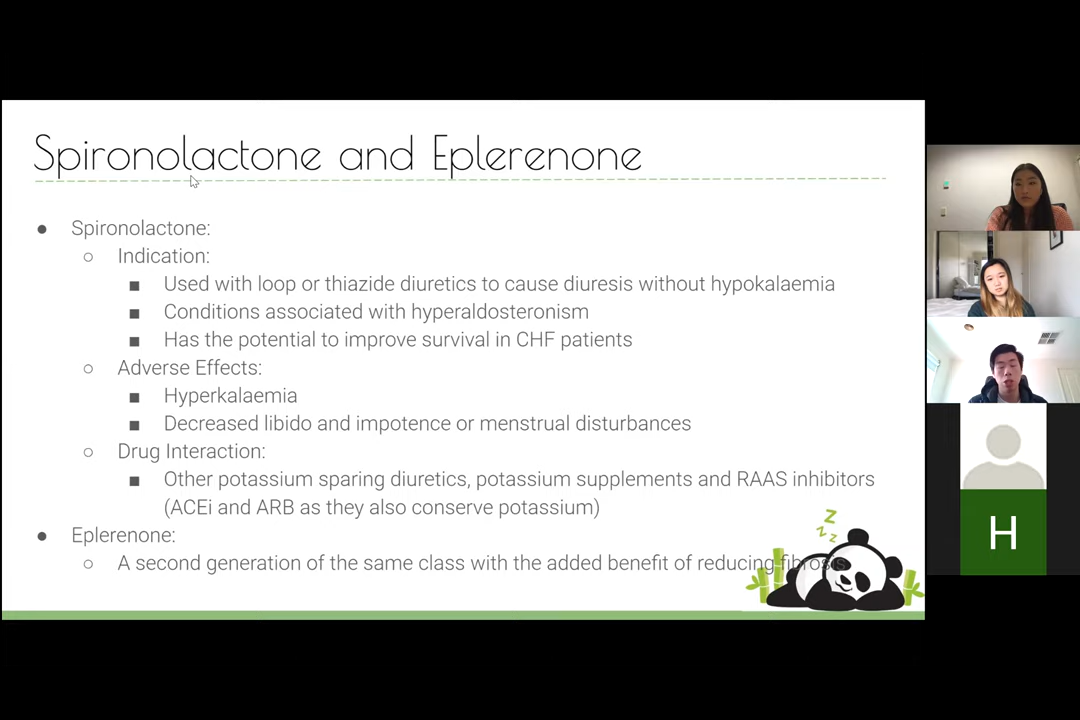 Spironolactone and Eplerenone
● Spironolactone:
○ Indication:
■ Used with loop or thiazide diuretics to cause diuresis without hypokalaemia
■ Conditions associated with hyperaldosteronism
■ Has the potential to improve survival in CHF patients
○ Adverse Effects:
■ Hyperkalaemia
■ Decreased libido and impotence or menstrual disturbances
○ Drug Interaction:
■ Other potassium sparing diuretics, potassium supplements and RAAS inhibitors
(ACEi and ARB as they also conserve potassium)
● Eplerenone:
○ A second generation of the same class with the added benefit of reducing fibrosis
z
z z
H